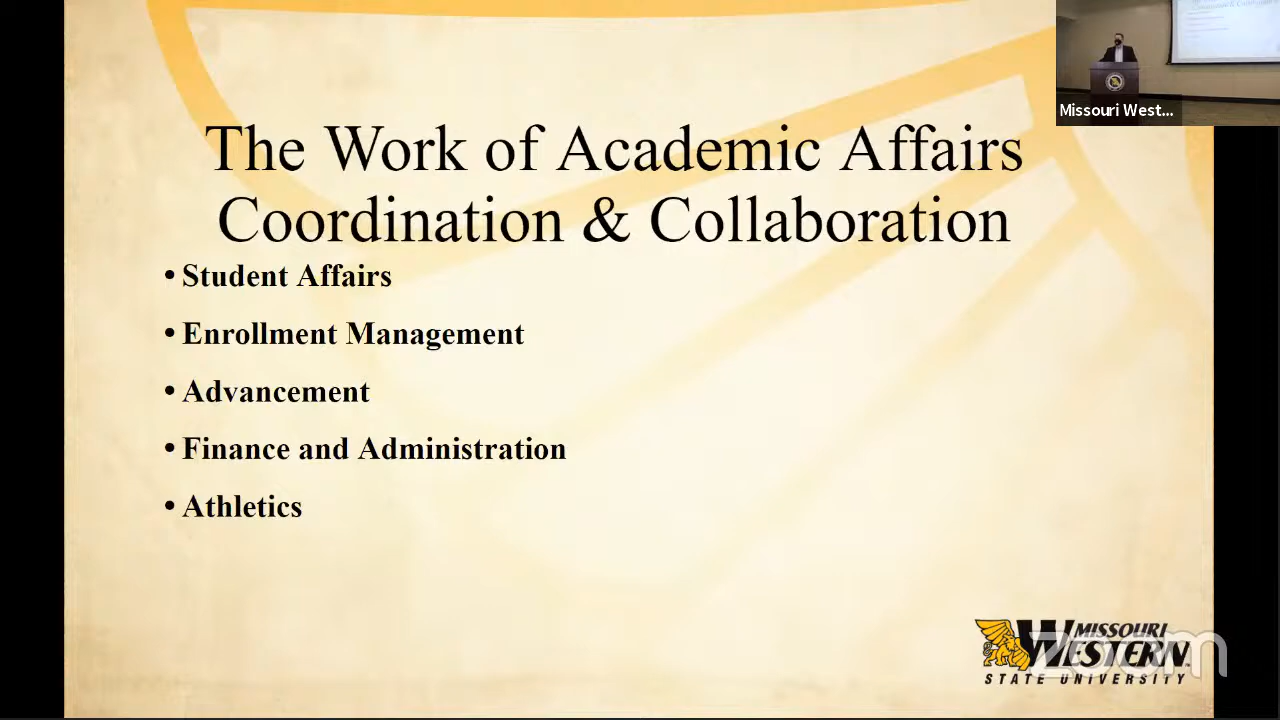 The Work of Academic Affairs
Coordination & Collaboration
• Student Affairs
• Enrollment Management
• Advancement
• Finance and Administration
• Athletics
Missouri West...
MISSOURI
WESTERN
STATE UNIVERSITY
zoom